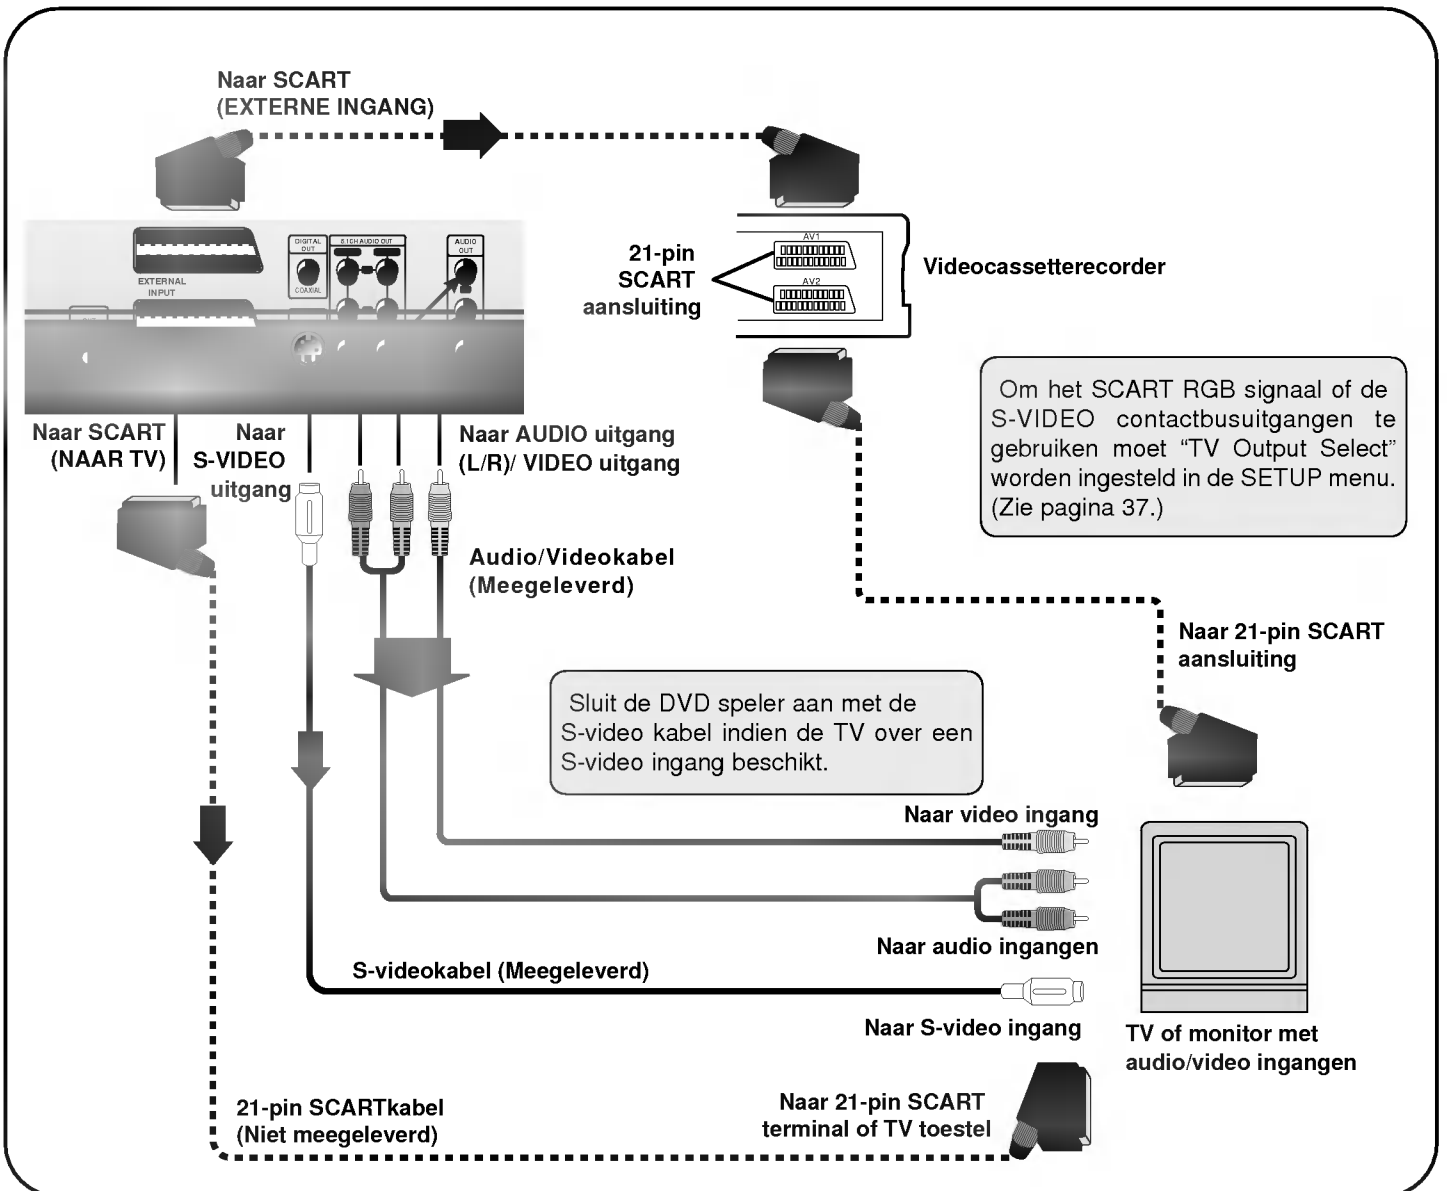 Naar SCART
(EXTERNE INGANG)
DIGITAL
OUT
5.1CH AUDIO OUT
AUDIO
OUT
COAXIAL
EXTERNAL
INPUT
21-pin
SCART
aansluiting
AV1
AV2
Videocassetterecorder
Om het SCART RGB signaal of de
S-VIDEO contactbusuitgangen te
gebruiken moet “TV Output Select”
worden ingesteld in de SETUP menu.
(Zie pagina 37.)
Naar SCART
(NAAR TV)
Naar
S-VIDEO
uitgang
Naar AUDIO uitgang
(L/R)/ VIDEO uitgang
Audio/Videokabel
(Meegeleverd)
Naar 21-pin SCART
aansluiting
Sluit de DVD speler aan met de
S-video kabel indien de TV over een
S-video ingang beschikt.
Naar video ingang
Naar audio ingangen
S-videokabel (Meegeleverd)
Naar S-video ingang
TV of monitor met
audio/video ingangen
21-pin SCARTkabel
(Niet meegeleverd)
Naar 21-pin SCART
terminal of TV toestel